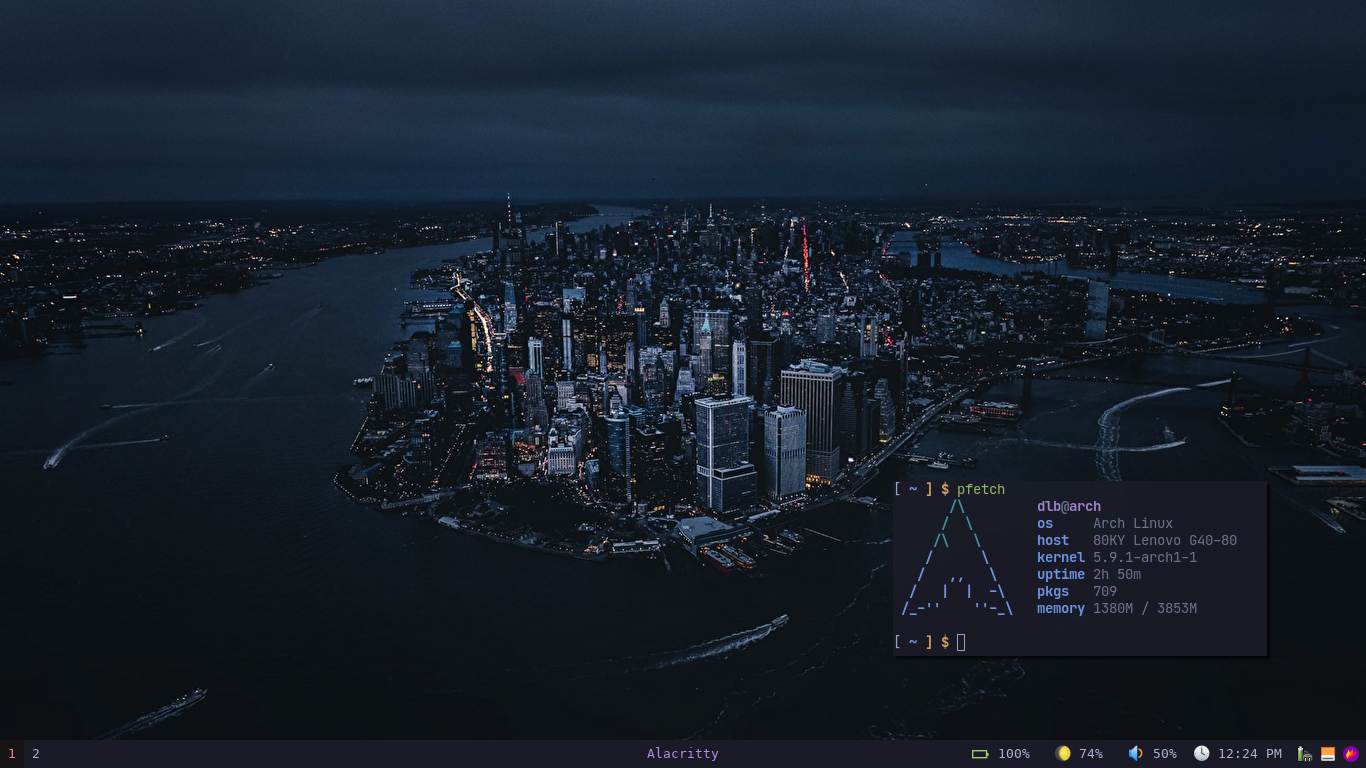 [ ~ ] $ pfetch
dlb@arch
os Arch Linux
host 80KY Lenovo G40-80
kernel 5.9.1-arch1-1
uptime 2h 50m
pkgs 709
memory 1380M / 3853M
[ ~ ] $
1 2 Alacritty 100% 74% 50% 12:24 PM